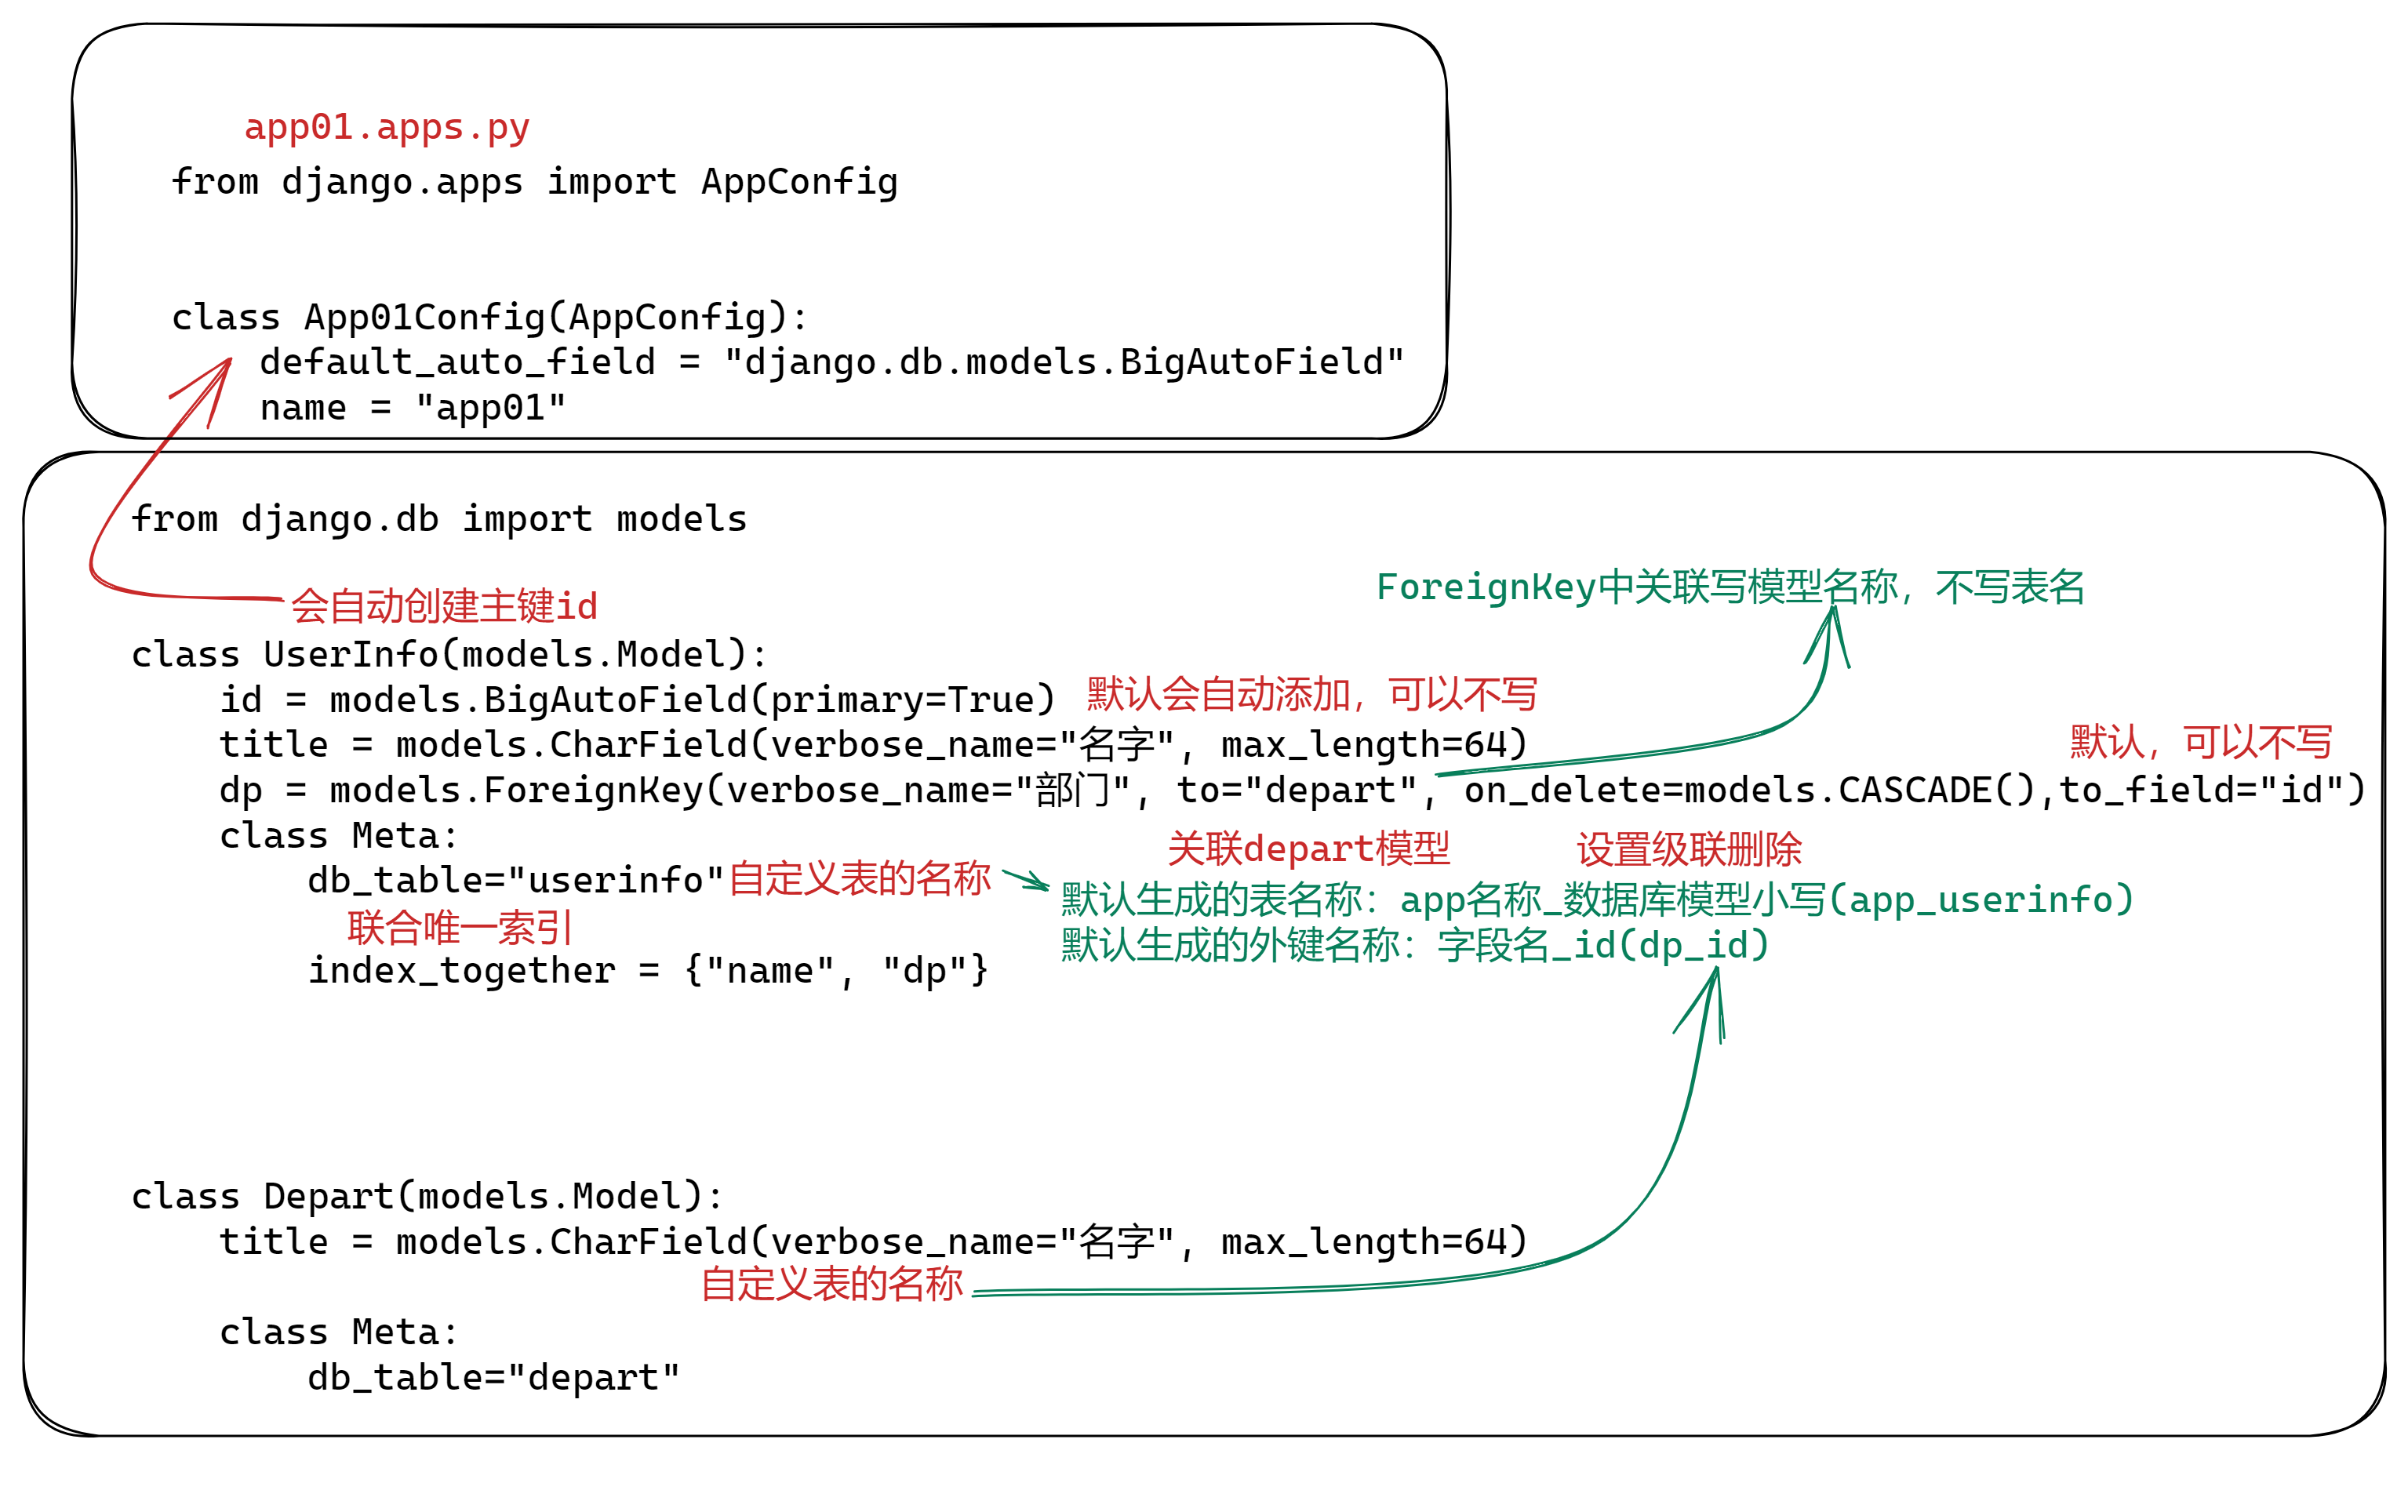 app01.apps.py
from django.apps import AppConfig
class App01Config(AppConfig):
    default_auto_field = "django.db.models.BigAutoField"
    name = "app01"
from django.db import models
ForeignKey中关联写模型名称，不写表名
会自动创建主键id
class UserInfo(models.Model):
    id = models.BigAutoField(primary=True) 默认会自动添加，可以不写
    title = models.CharField(verbose_name="名字", max_length=64)
默认，可以不写
    dp = models.ForeignKey(verbose_name="部门", to="depart", on_delete=models.CASCADE(),to_field="id")
    class Meta:
关联depart模型 设置级联删除
        db_table="userinfo"自定义表的名称
默认生成的表名称：app名称_数据库模型小写(app_userinfo)
联合唯一索引
默认生成的外键名称：字段名_id(dp_id)
        index_together = {"name", "dp"}
class Depart(models.Model):
    title = models.CharField(verbose_name="名字", max_length=64)
自定义表的名称
    class Meta:
        db_table="depart"